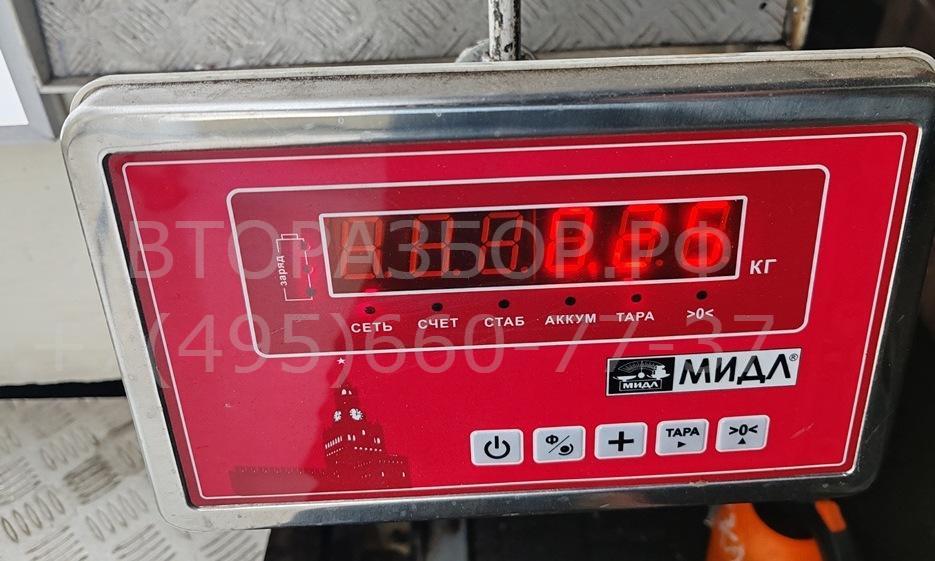 ВТОРАЗБОР.РФ
(495)660-77-37
заряд
КГ
СЕТЬ СЧЕТ СТАБ АККУМ ТАРА >0<
МИДЛ МИДЛ®
Ф ТАРА >0<